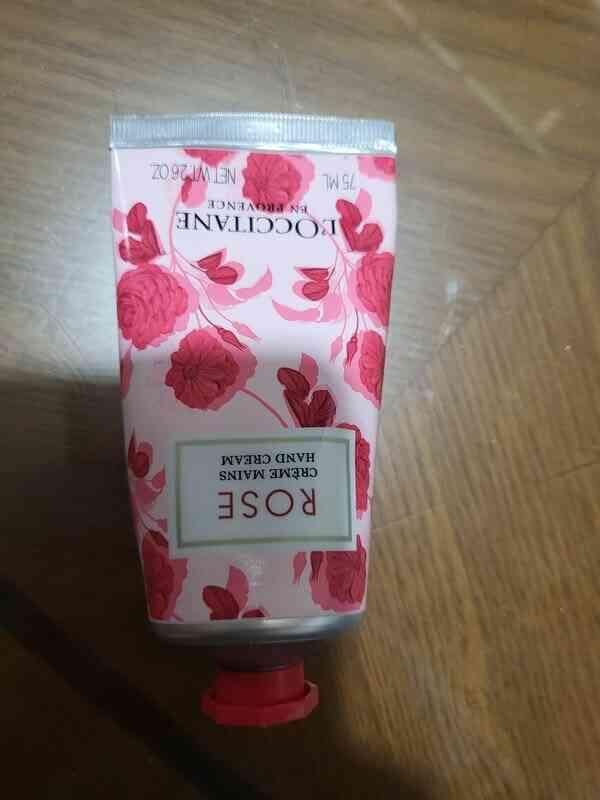 ROSE
CRÈME MAINS
HAND CREAM
L'OCCITANE
EN PROVENCE
75 ML NET WT. 2.6 OZ.